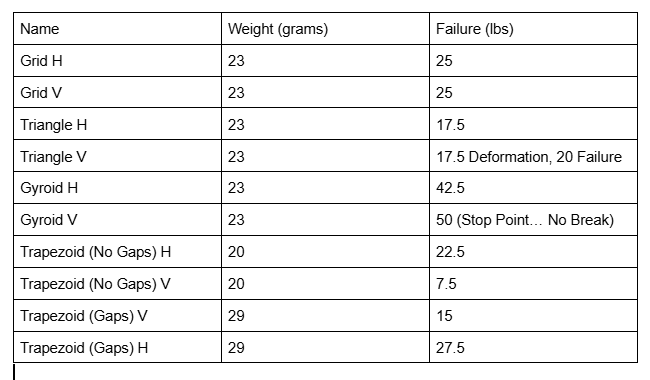 Name Weight (grams) Failure (lbs)
Grid H 23 25
Grid V 23 25
Triangle H 23 17.5
Triangle V 23 17.5 Deformation, 20 Failure
Gyroid H 23 42.5
Gyroid V 23 50 (Stop Point… No Break)
Trapezoid (No Gaps) H 20 22.5
Trapezoid (No Gaps) V 20 7.5
Trapezoid (Gaps) V 29 15
Trapezoid (Gaps) H 29 27.5